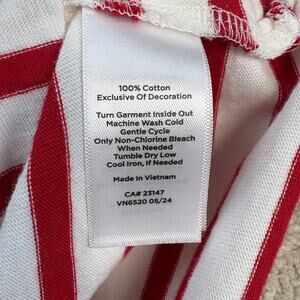 100% Cotton
Exclusive Of Decoration
Turn Garment Inside Out
Machine Wash Cold
Gentle Cycle
Only Non-Chlorine Bleach
When Needed
Tumble Dry Low
Cool Iron, If Needed
Made in Vietnam
CA# 23147
VN6520 05/24